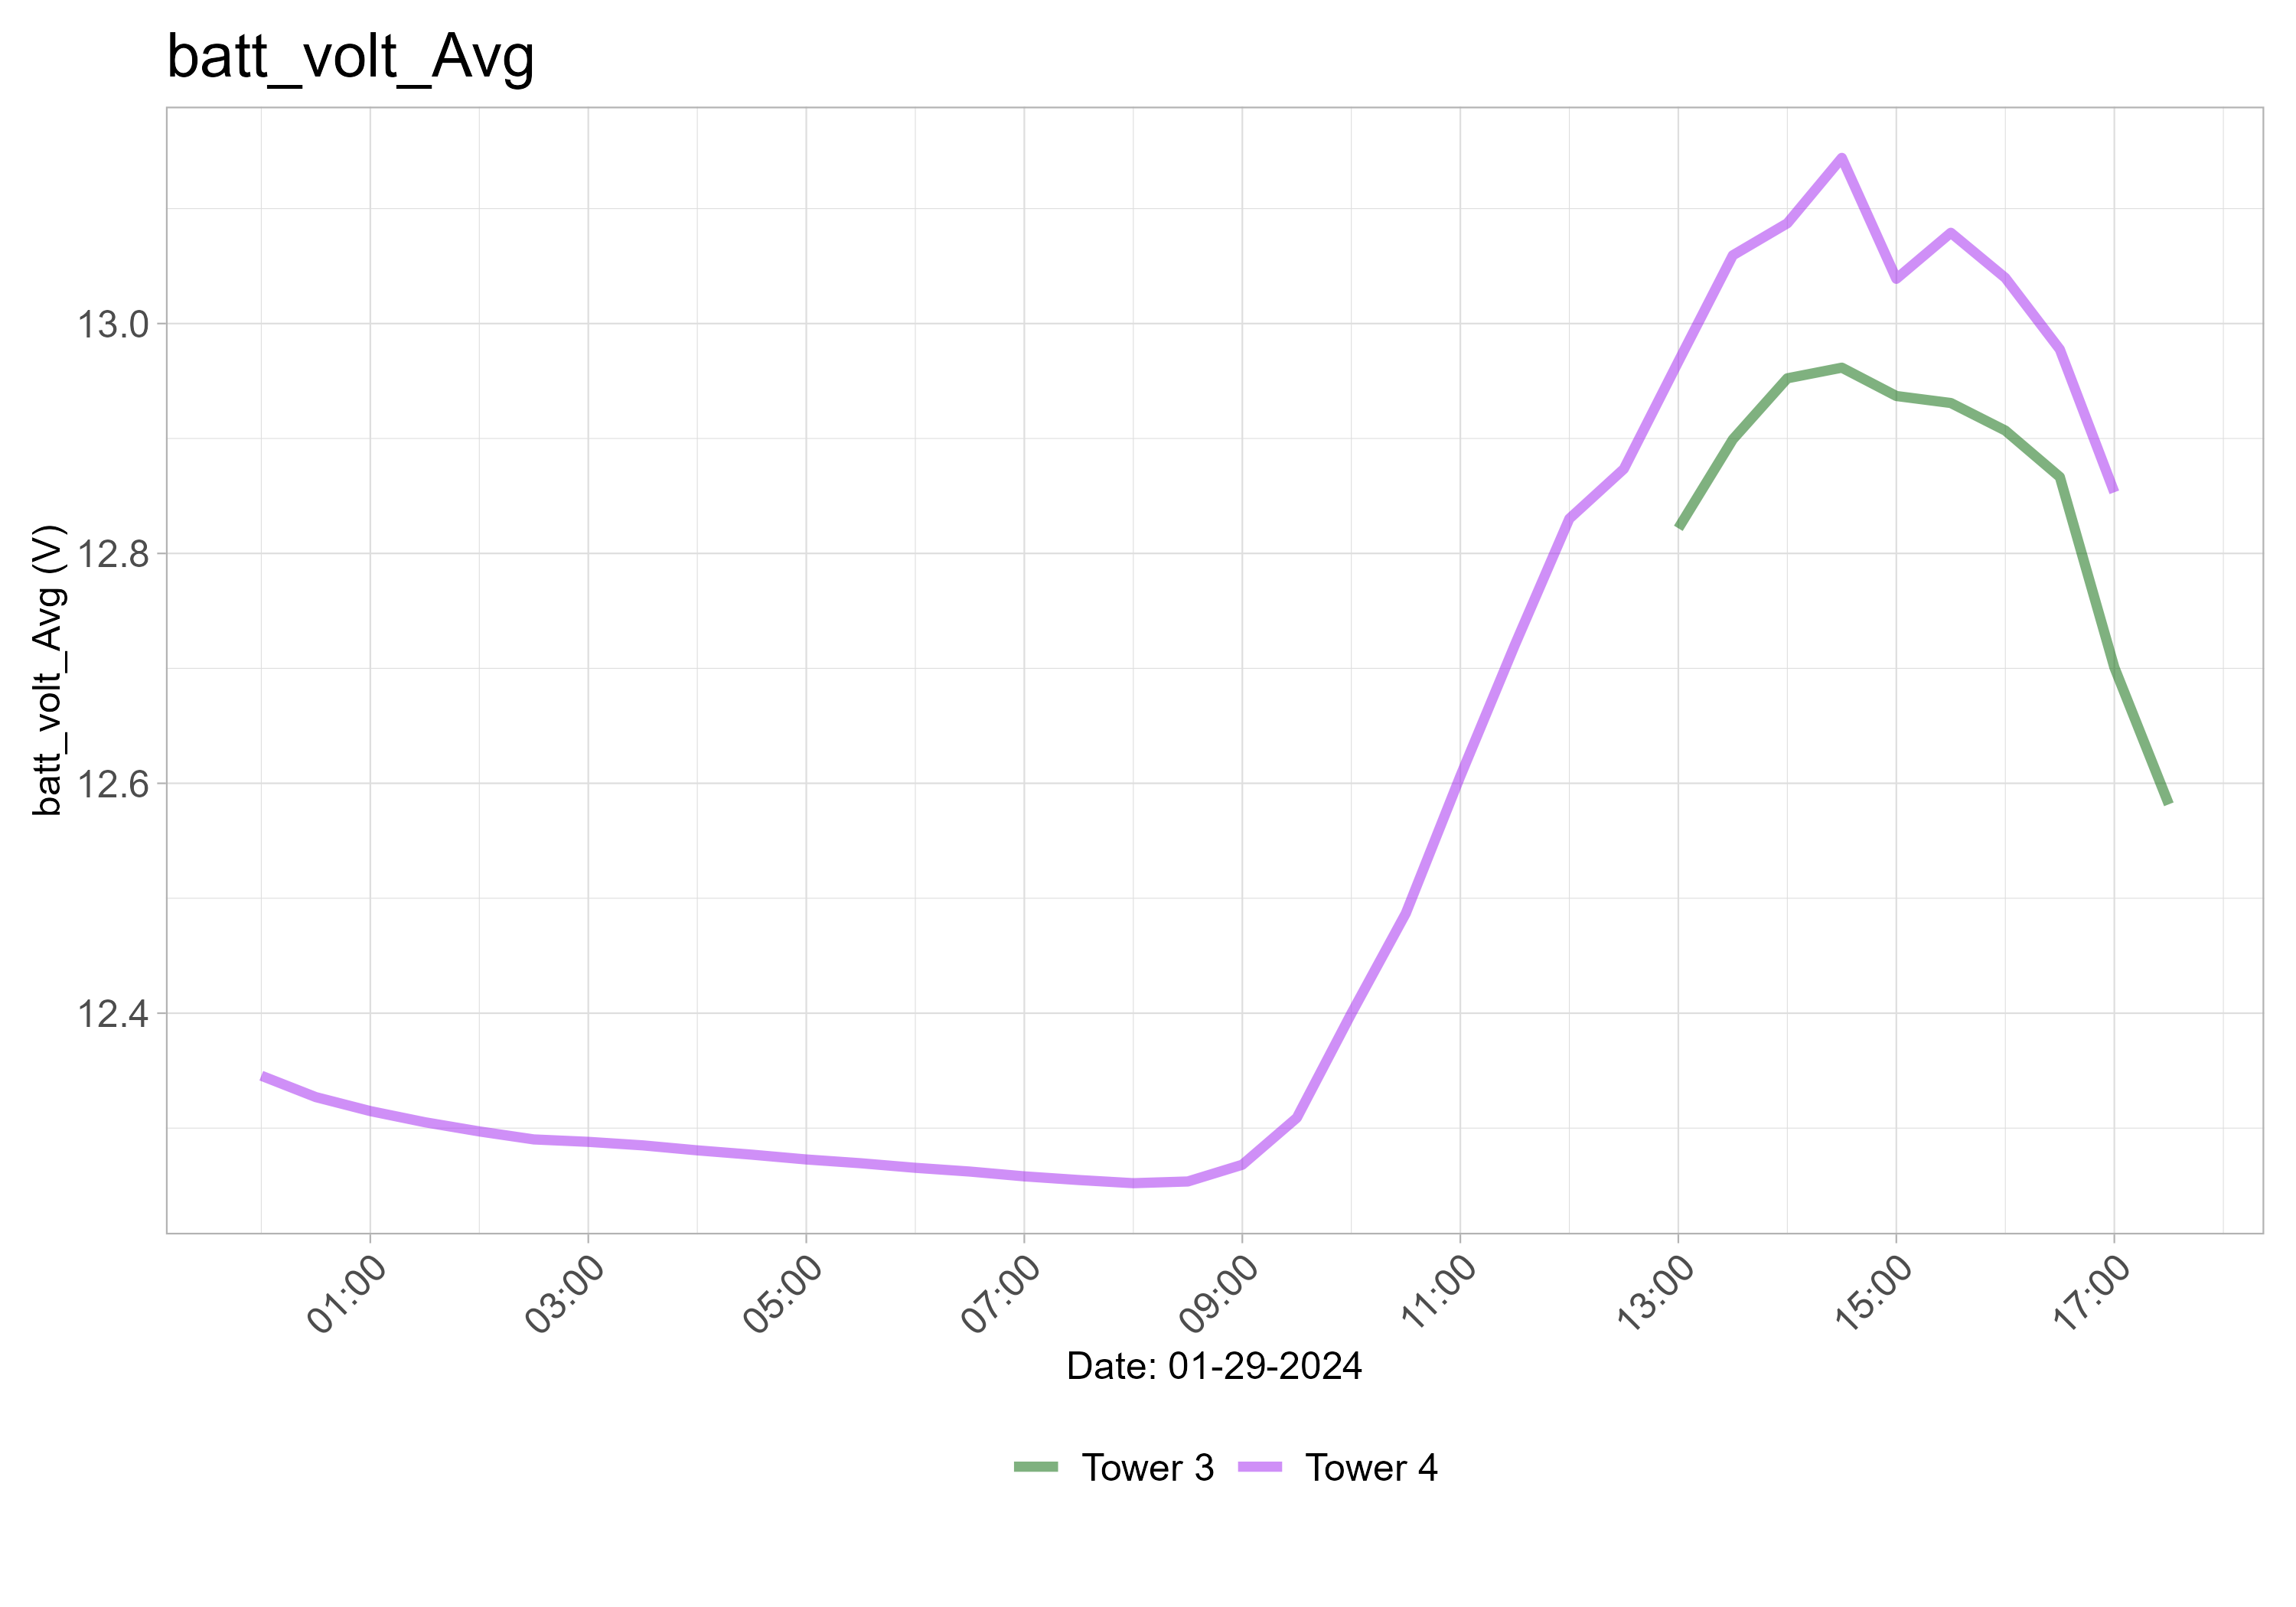 batt_volt_Avg
batt_volt_Avg (V)
13.0
12.8
12.6
12.4
01:00 03:00 05:00 07:00 09:00 11:00 13:00 15:00 17:00
Date: 01-29-2024
Tower 3 Tower 4